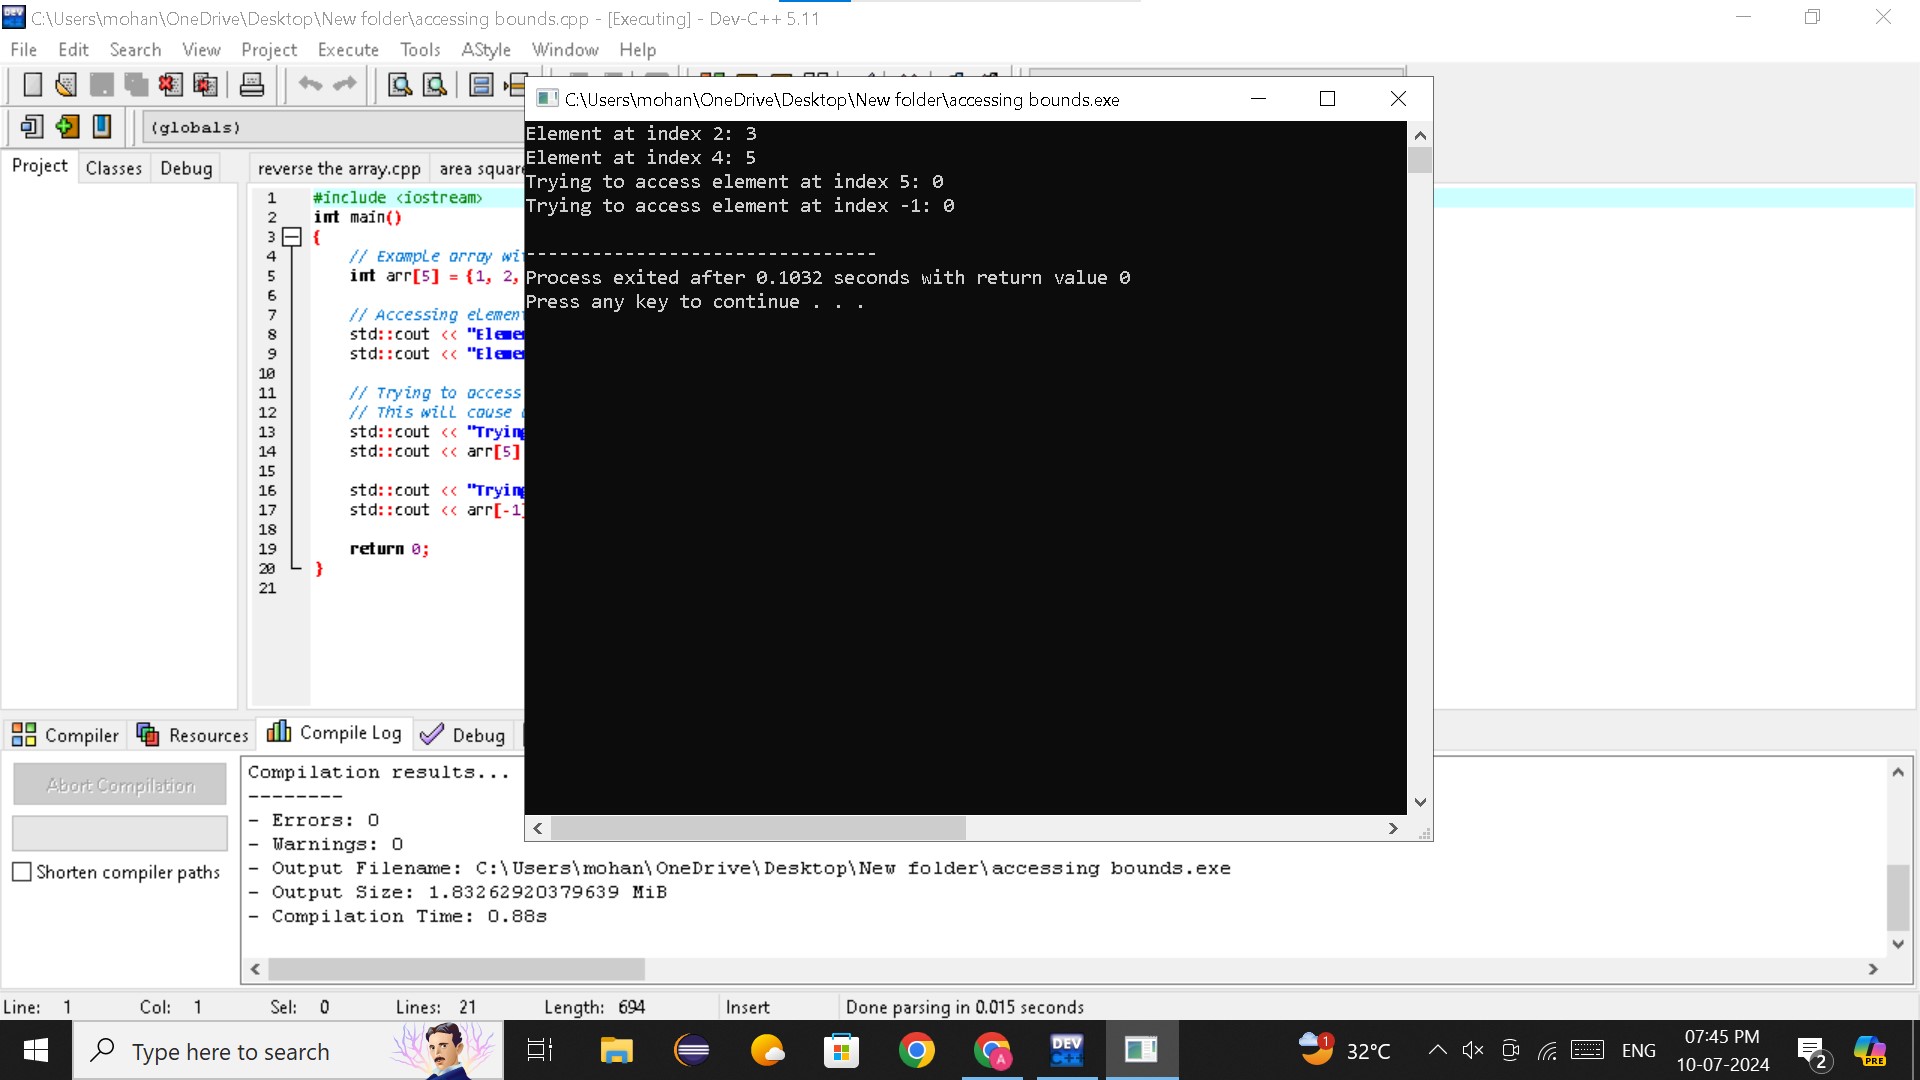 C:\Users\mohan\OneDrive\Desktop\New folder\accessing bounds.cpp - [Executing] - Dev-C++ 5.11
File Edit Search View Project Execute Tools AStyle Window Help
(globals)
C:\Users\mohan\OneDrive\Desktop\New folder\accessing bounds.exe
Element at index 2: 3
Element at index 4: 5
Trying to access element at index 5: 0
Trying to access element at index -1: 0
--------------------------------
Process exited after 0.1032 seconds with return value 0
Press any key to continue . . .
Project Classes Debug
reverse the array.cpp area square
1 #include <iostream>
2 int main()
3 {
4 // Example array
5 int arr[5] = {1, 2,
6
7 // Accessing
8 std::cout << "
9 std::cout << "
10
11 // Trying to access
12 // This will cause
13 std::cout << "Trying
14 std::cout << arr[5]
15
16 std::cout << "Trying
17 std::cout << arr[-1]
18
19 return 0;
20 }
21
Compiler Resources Compile Log Debug
Abort Compilation
Shorten compiler paths
Compilation results...
--------
- Errors: 0
- Warnings: 0
- Output Filename: C:\Users\mohan\OneDrive\Desktop\New folder\accessing bounds.exe
- Output Size: 1.83262920379639 MiB
- Compilation Time: 0.88s
Line: 1 Col: 1 Sel: 0 Lines: 21 Length: 694 Insert Done parsing in 0.015 seconds
Type here to search
DEV C++
1
32°C
ENG
07:45 PM
10-07-2024
2
PRE